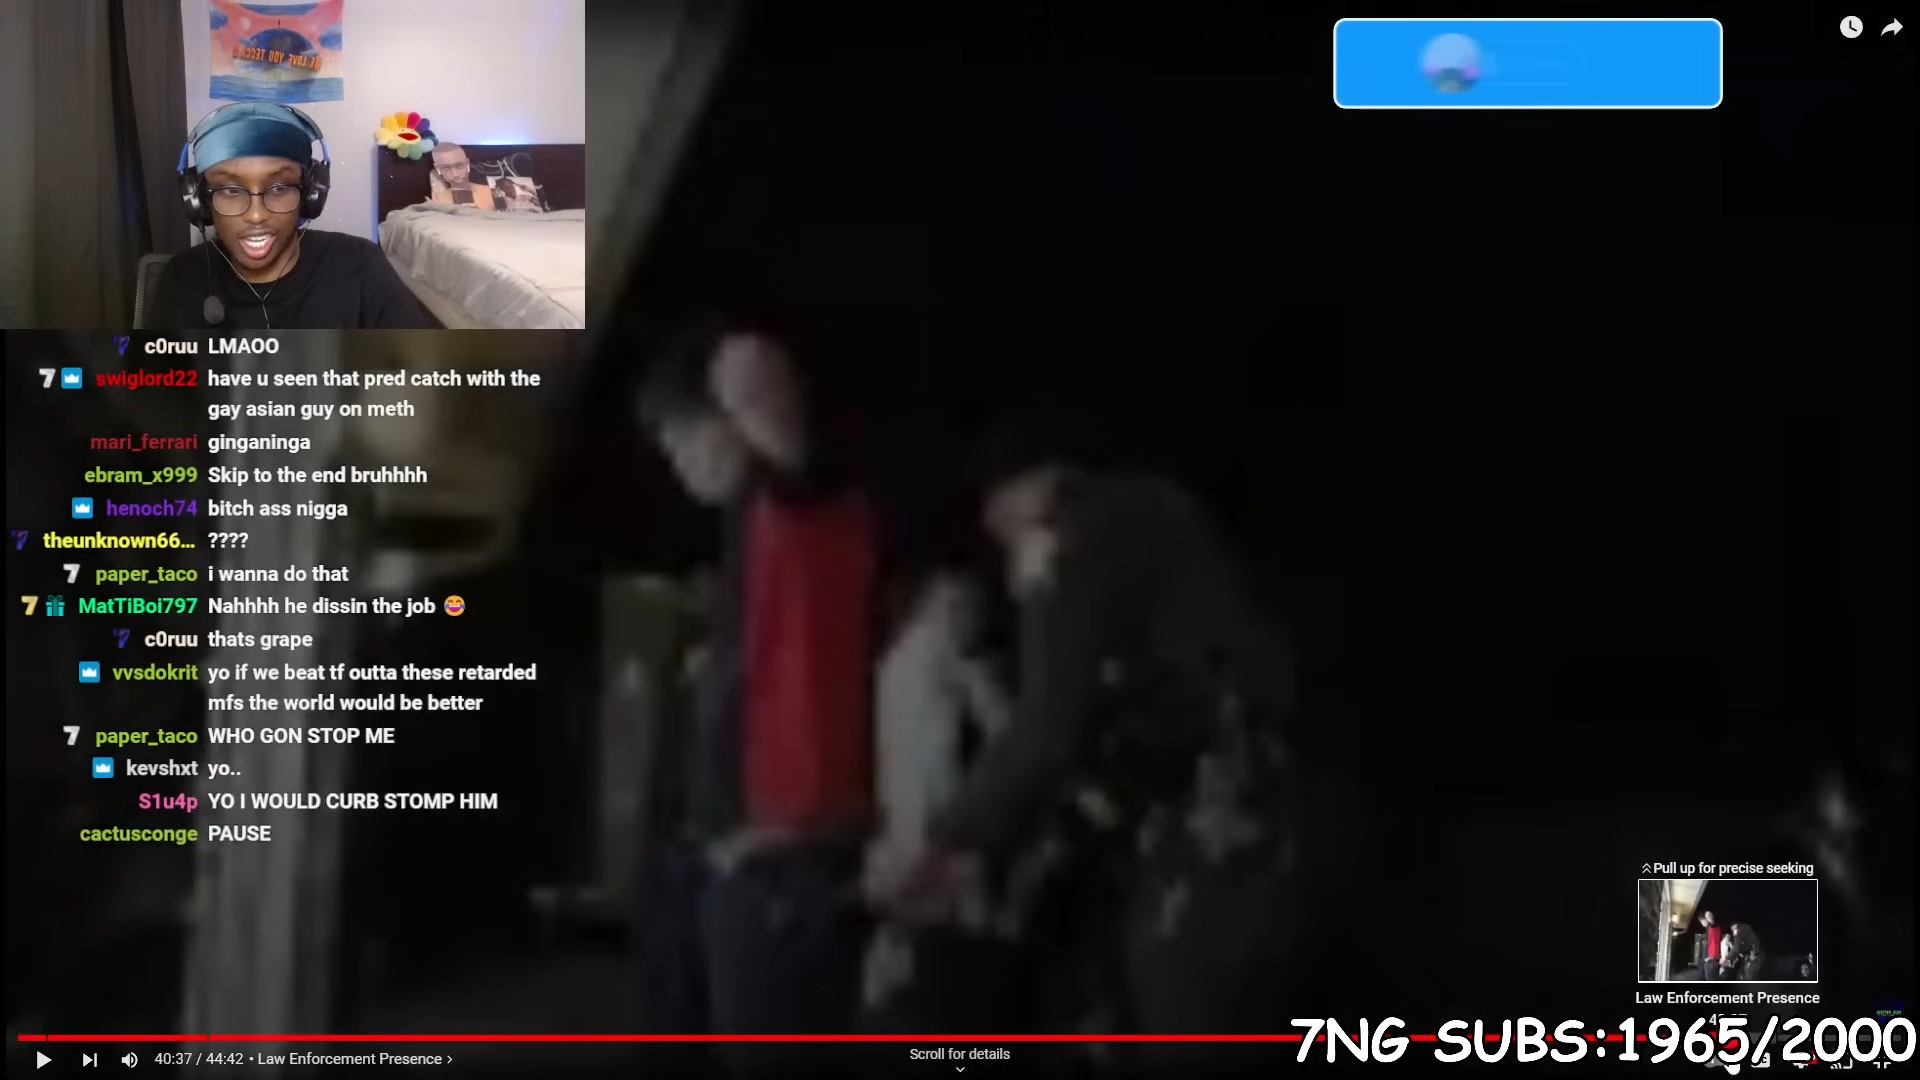 c0ruu LMAOO
swiglord22 have u seen that pred catch with the
gay asian guy on meth
mari_ferrari ginganinga
ebram_x999 Skip to the end bruhhhh
henoch74 bitch ass nigga
theunknown66... ????
7 paper_taco i wanna do that
7 MatTiBoi797 Nahhhh he dissin the job 😂
c0ruu thats grape
vvsdokrit yo if we beat tf outta these retarded
mfs the world would be better
7 paper_taco WHO GON STOP ME
kevshxt yo..
S1u4p YO I WOULD CURB STOMP HIM
cactusconge PAUSE
Pull up for precise seeking
Law Enforcement Presence
7NG SUBS:1965/2000
40:37 / 44:42 • Law Enforcement Presence ›
Scroll for details